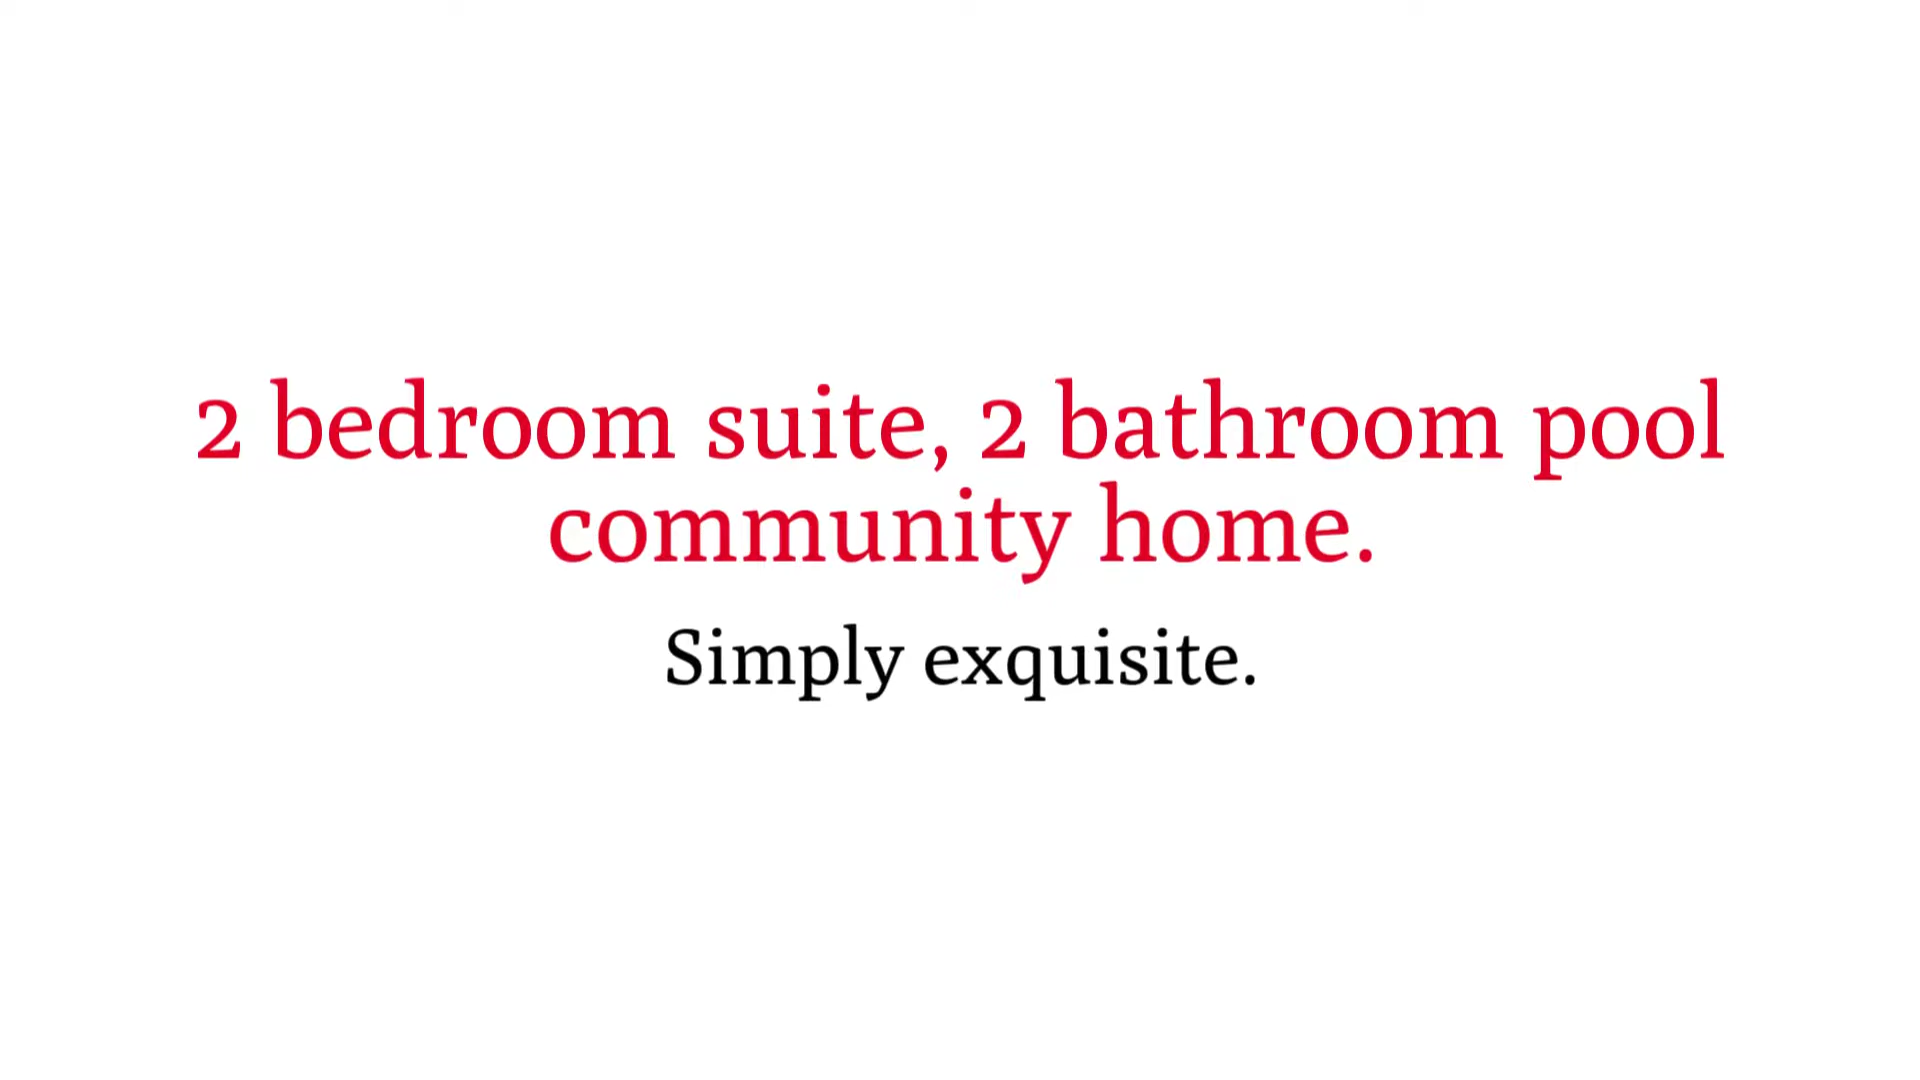 2 bedroom suite, 2 bathroom pool
community home.
Simply exquisite.